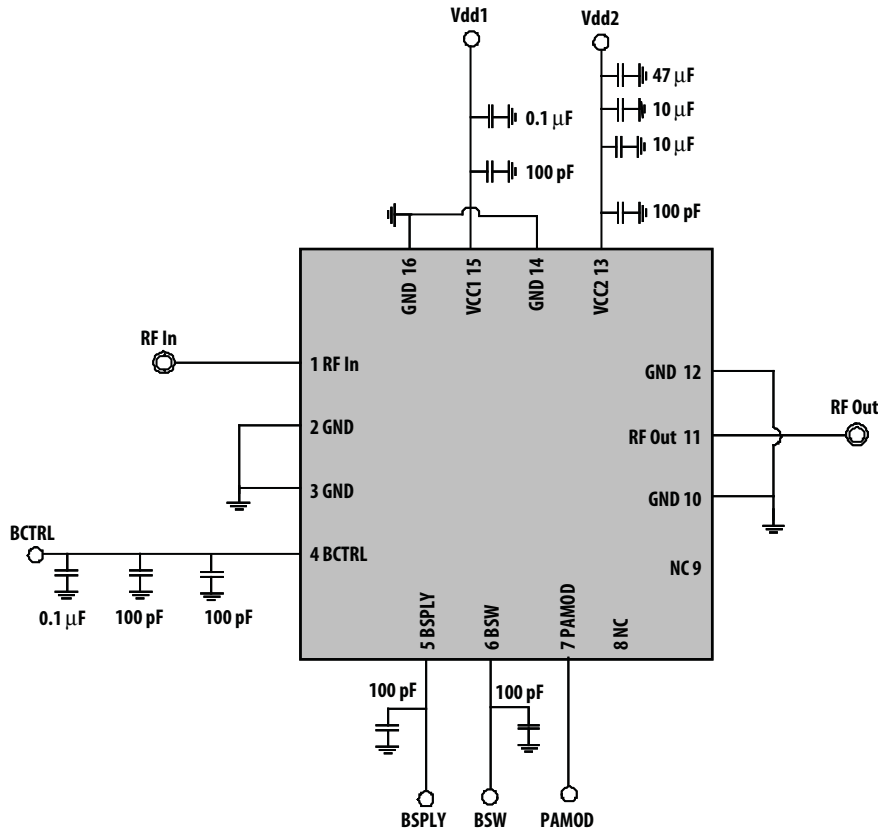 Vdd1
Vdd2
47 μF
10 μF
0.1 μF
10 μF
100 pF
100 pF
GND 16
VCC1 15
GND 14
VCC2 13
RF In
1 RF In
GND 12
RF Out
2 GND
RF Out 11
3 GND
GND 10
BCTRL
4 BCTRL
NC 9
0.1 μF
100 pF
100 pF
5 BSPLY
6 BSW
7 PAMOD
8 NC
100 pF
100 pF
BSPLY
BSW
PAMOD